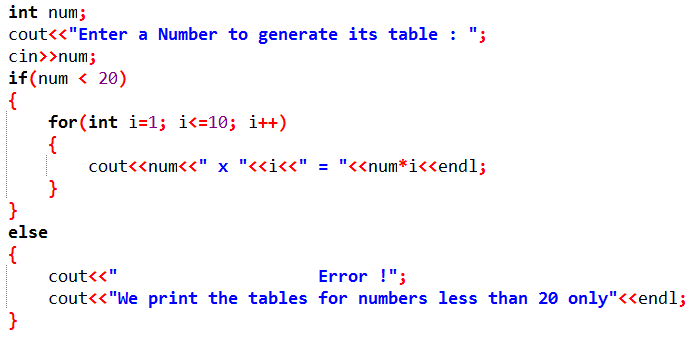 int num;
cout<<"Enter a Number to generate its table : ";
cin>>num;
if(num < 20)
{
    for(int i=1; i<=10; i++)
    {
        cout<<num<<" x "<<i<<" = "<<num*i<<endl;
    }
}
else
{
    cout<<"                    Error !";
    cout<<"We print the tables for numbers less than 20 only"<<endl;
}